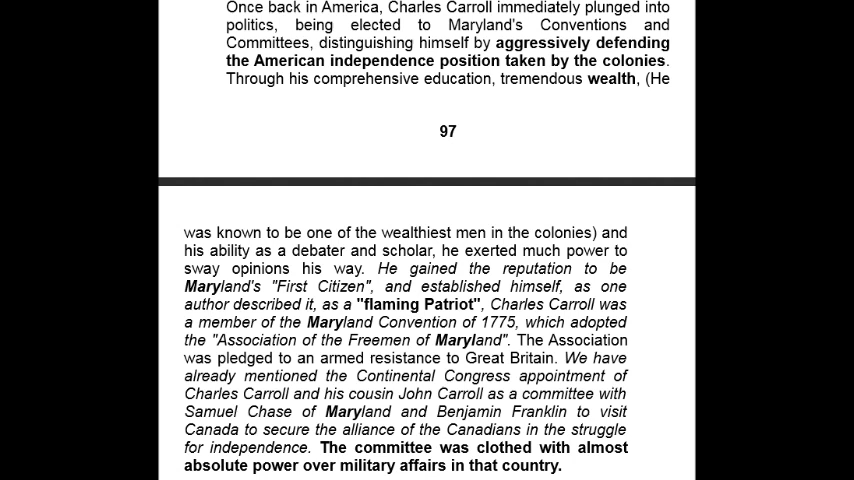 Once back in America, Charles Carroll immediately plunged into
politics, being elected to Maryland's Conventions and
Committees, distinguishing himself by aggressively defending
the American independence position taken by the colonies.
Through his comprehensive education, tremendous wealth, (He
97
was known to be one of the wealthiest men in the colonies) and
his ability as a debater and scholar, he exerted much power to
sway opinions his way. He gained the reputation to be
Maryland's "First Citizen", and established himself, as one
author described it, as a "flaming Patriot", Charles Carroll was
a member of the Maryland Convention of 1775, which adopted
the "Association of the Freemen of Maryland". The Association
was pledged to an armed resistance to Great Britain. We have
already mentioned the Continental Congress appointment of
Charles Carroll and his cousin John Carroll as a committee with
Samuel Chase of Maryland and Benjamin Franklin to visit
Canada to secure the alliance of the Canadians in the struggle
for independence. The committee was clothed with almost
absolute power over military affairs in that country.